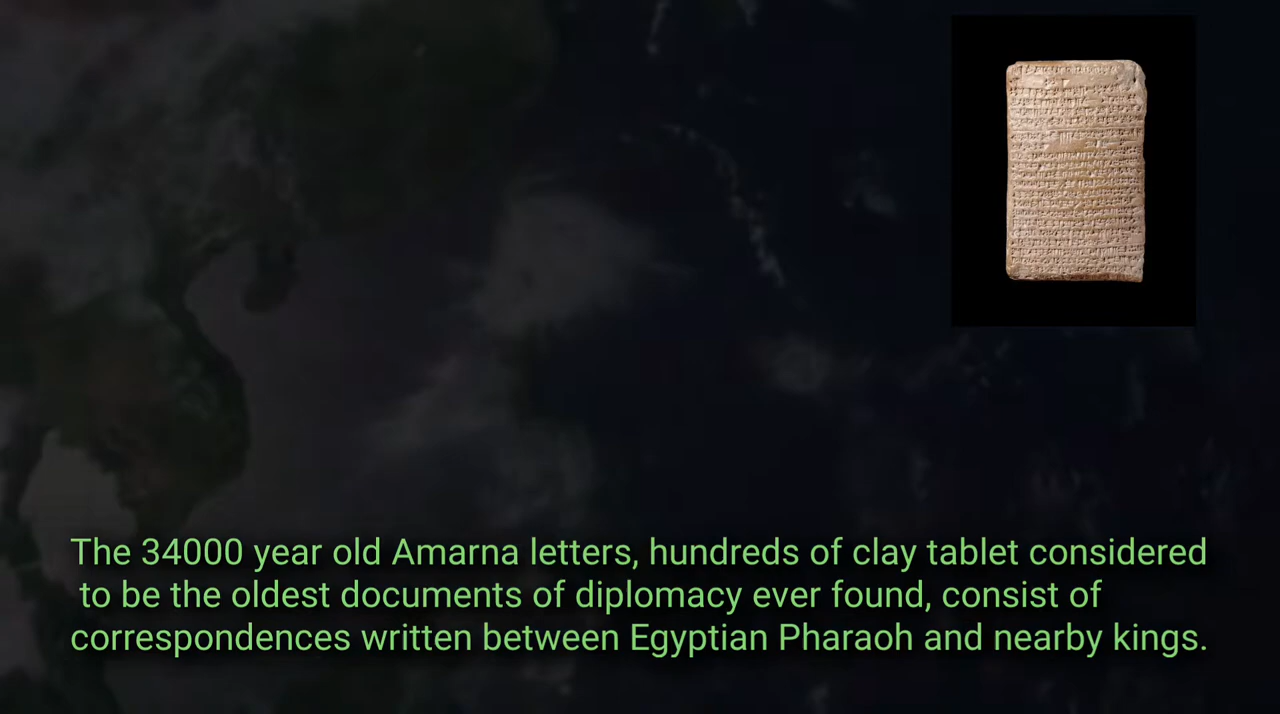 The 34000 year old Amarna letters, hundreds of clay tablet considered
to be the oldest documents of diplomacy ever found, consist of
correspondences written between Egyptian Pharaoh and nearby kings.